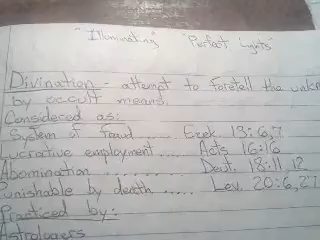 "Illuminating" "Perfect Lights"
Divination - attempt to foretell the unkn
by occult means.
Considered as:
System of fraud ...... Ezek. 13:6,7
Lucrative employment .... Acts 16:16
Abomination ........... Deut. 18:11,12
Punishable by death ..... Lev. 20:6,27
Practiced by:
Astrologers